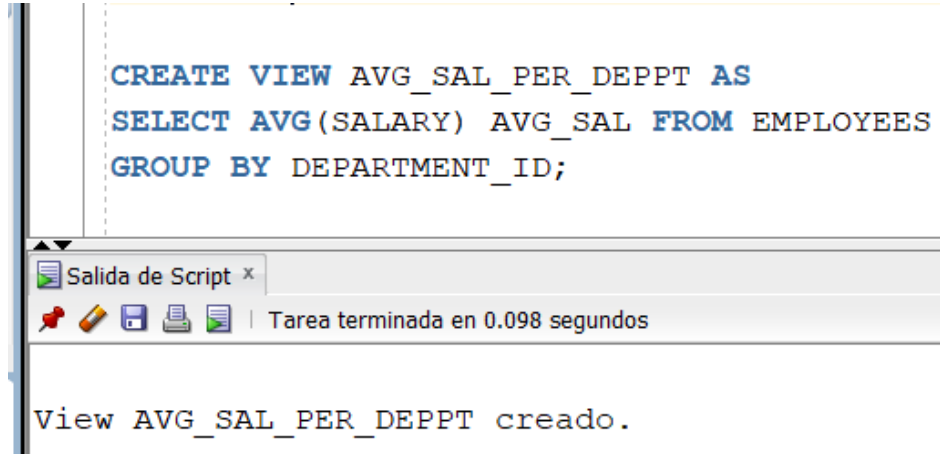 CREATE VIEW AVG_SAL_PER_DEPPT AS
SELECT AVG(SALARY) AVG_SAL FROM EMPLOYEES
GROUP BY DEPARTMENT_ID;
Salida de Script
Tarea terminada en 0.098 segundos
View AVG_SAL_PER_DEPPT creado.